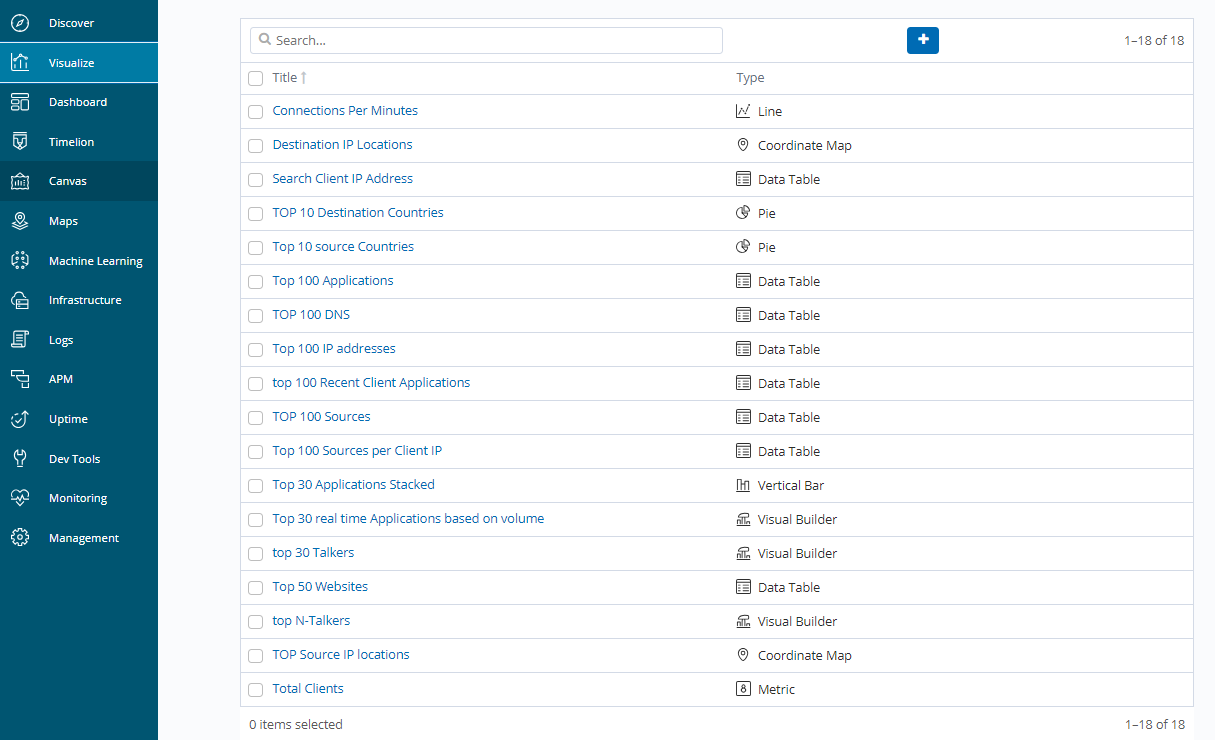 Discover
Visualize
Dashboard
Timelion
Canvas
Maps
Machine Learning
Infrastructure
Logs
APM
Uptime
Dev Tools
Monitoring
Management
Search...
1–18 of 18
Title Type
Connections Per Minutes Line
Destination IP Locations Coordinate Map
Search Client IP Address Data Table
TOP 10 Destination Countries Pie
Top 10 source Countries Pie
Top 100 Applications Data Table
TOP 100 DNS Data Table
Top 100 IP addresses Data Table
top 100 Recent Client Applications Data Table
TOP 100 Sources Data Table
Top 100 Sources per Client IP Data Table
Top 30 Applications Stacked Vertical Bar
Top 30 real time Applications based on volume Visual Builder
top 30 Talkers Visual Builder
Top 50 Websites Data Table
top N-Talkers Visual Builder
TOP Source IP locations Coordinate Map
Total Clients 8 Metric
0 items selected 1–18 of 18